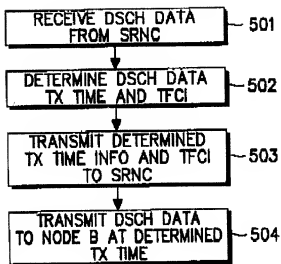 RECEIVE DSCH DATA
FROM SRNC
501
DETERMINE DSCH DATA
TX TIME AND TFCI
502
TRANSMIT DETERMINED
TX TIME INFO AND TFCI
TO SRNC
503
TRANSMIT DSCH DATA
TO NODE B AT DETERMINED
TX TIME
504